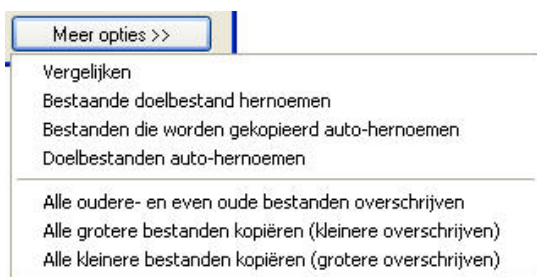 Meer opties >>
Vergelijken
Bestaande doelbestand hernoemen
Bestanden die worden gekopieerd auto-hernoemen
Doelbestanden auto-hernoemen
Alle oudere- en even oude bestanden overschrijven
Alle grotere bestanden kopiëren (kleinere overschrijven)
Alle kleinere bestanden kopiëren (grotere overschrijven)